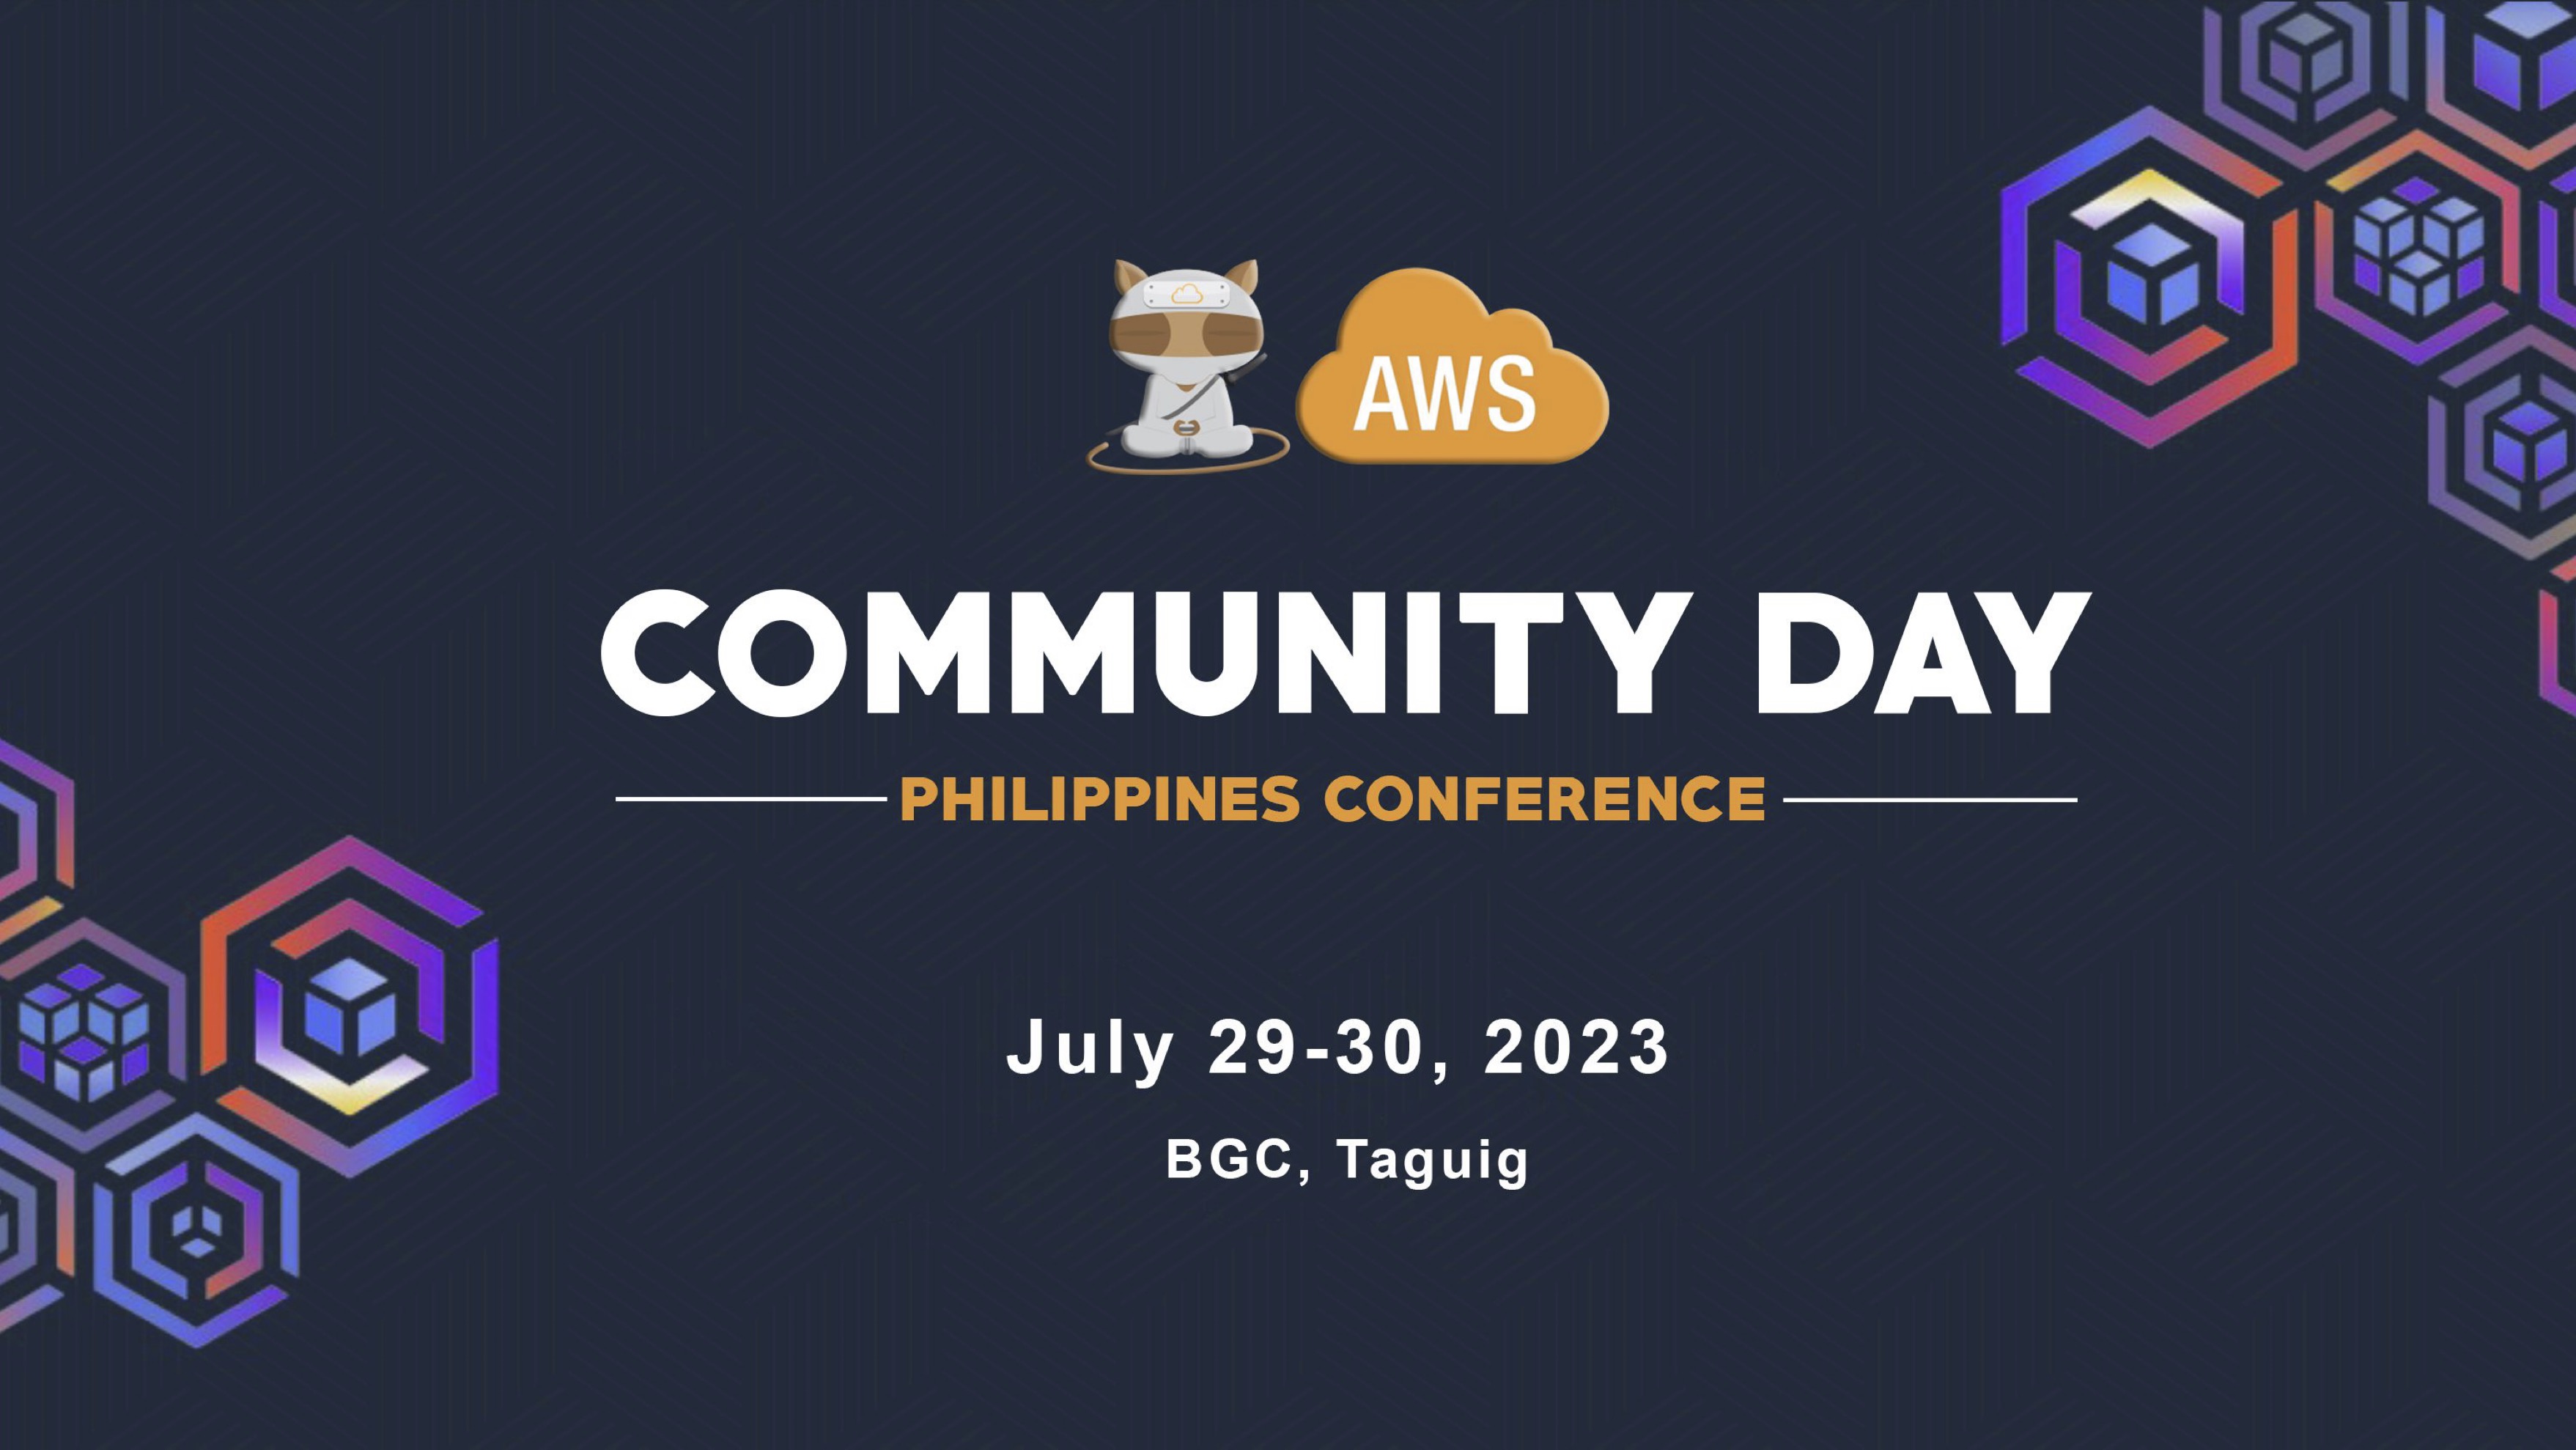 AWS
COMMUNITY DAY
PHILIPPINES CONFERENCE
July 29-30, 2023
BGC, Taguig